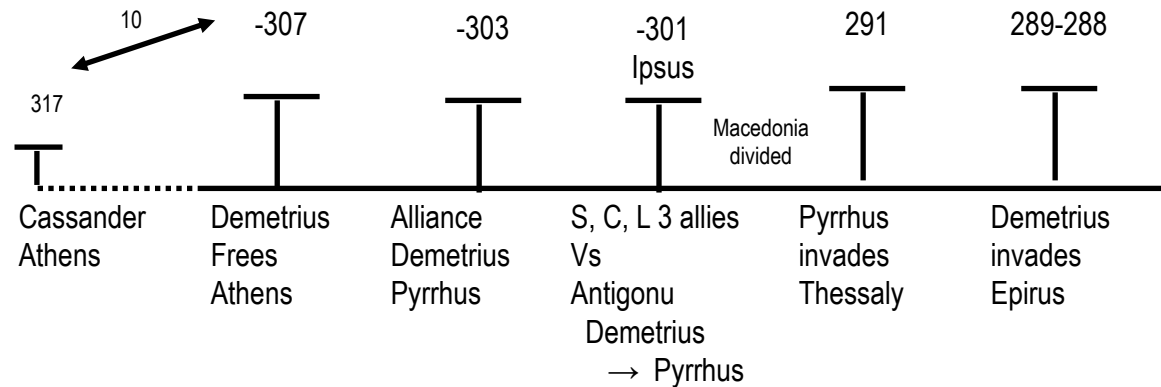 10
-307
-303
-301
Ipsus
291
289-288
317
Macedonia
divided
Cassander
Athens
Demetrius
Frees
Athens
Alliance
Demetrius
Pyrrhus
S, C, L 3 allies
Vs
Antigonu
Demetrius
→ Pyrrhus
Pyrrhus
invades
Thessaly
Demetrius
invades
Epirus